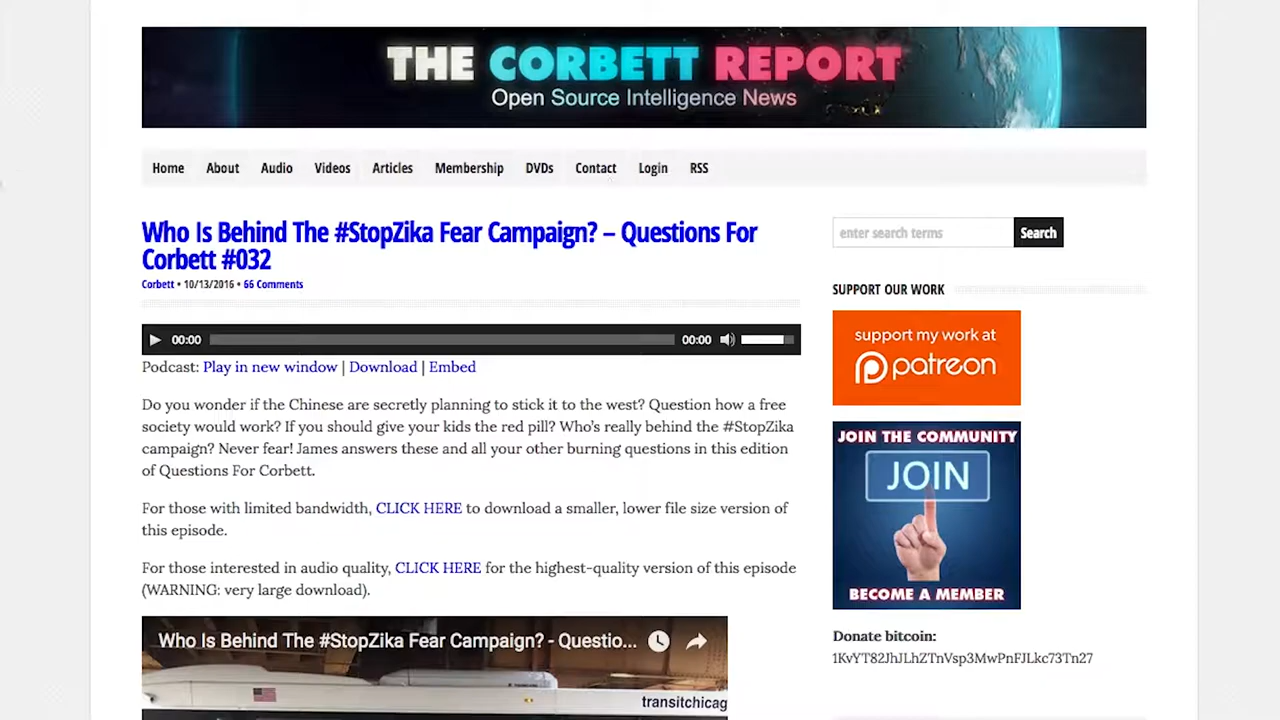 THE CORBETT REPORT
Open Source Intelligence News
Home About Audio Videos Articles Membership DVDs Contact Login RSS
Who Is Behind The #StopZika Fear Campaign? – Questions For
Corbett #032
Corbett • 10/13/2016 • 66 Comments
00:00 00:00
Podcast: Play in new window | Download | Embed
Do you wonder if the Chinese are secretly planning to stick it to the west? Question how a free
society would work? If you should give your kids the red pill? Who's really behind the #StopZika
campaign? Never fear! James answers these and all your other burning questions in this edition
of Questions For Corbett.
For those with limited bandwidth, CLICK HERE to download a smaller, lower file size version of
this episode.
For those interested in audio quality, CLICK HERE for the highest-quality version of this episode
(WARNING: very large download).
Who Is Behind The #StopZika Fear Campaign? - Questio...
transitchicag
enter search terms Search
SUPPORT OUR WORK
support my work at
patreon
JOIN THE COMMUNITY
JOIN
BECOME A MEMBER
Donate bitcoin:
1KvYT82JhJLhZTnVsp3MwPnFJLkc73Tn27